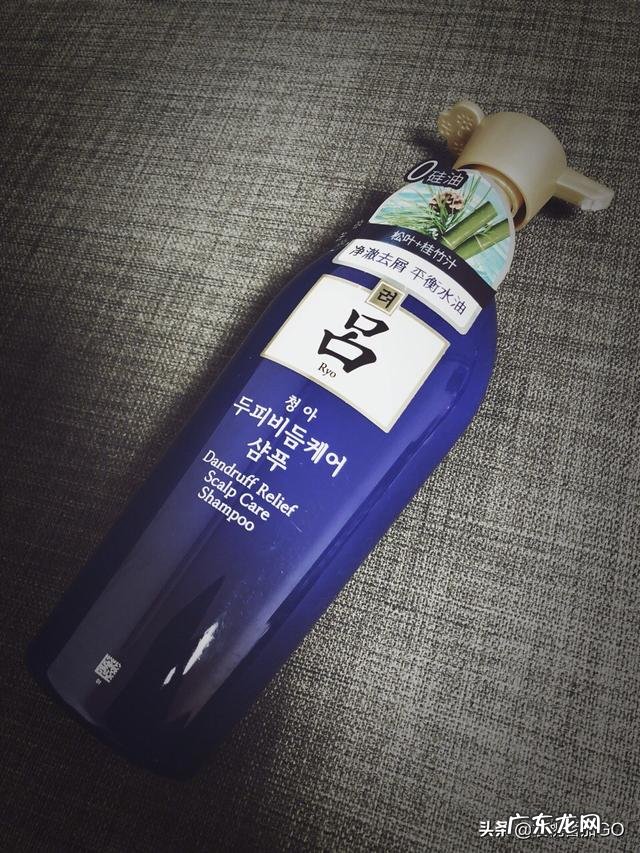 0硅油
松叶+桂竹汁
净澈去屑 平衡水油
려
呂
Ryo
청아
두피비듬케어
샴푸
Dandruff Relief
Scalp Care
Shampoo
头条@
广东龙网
GO